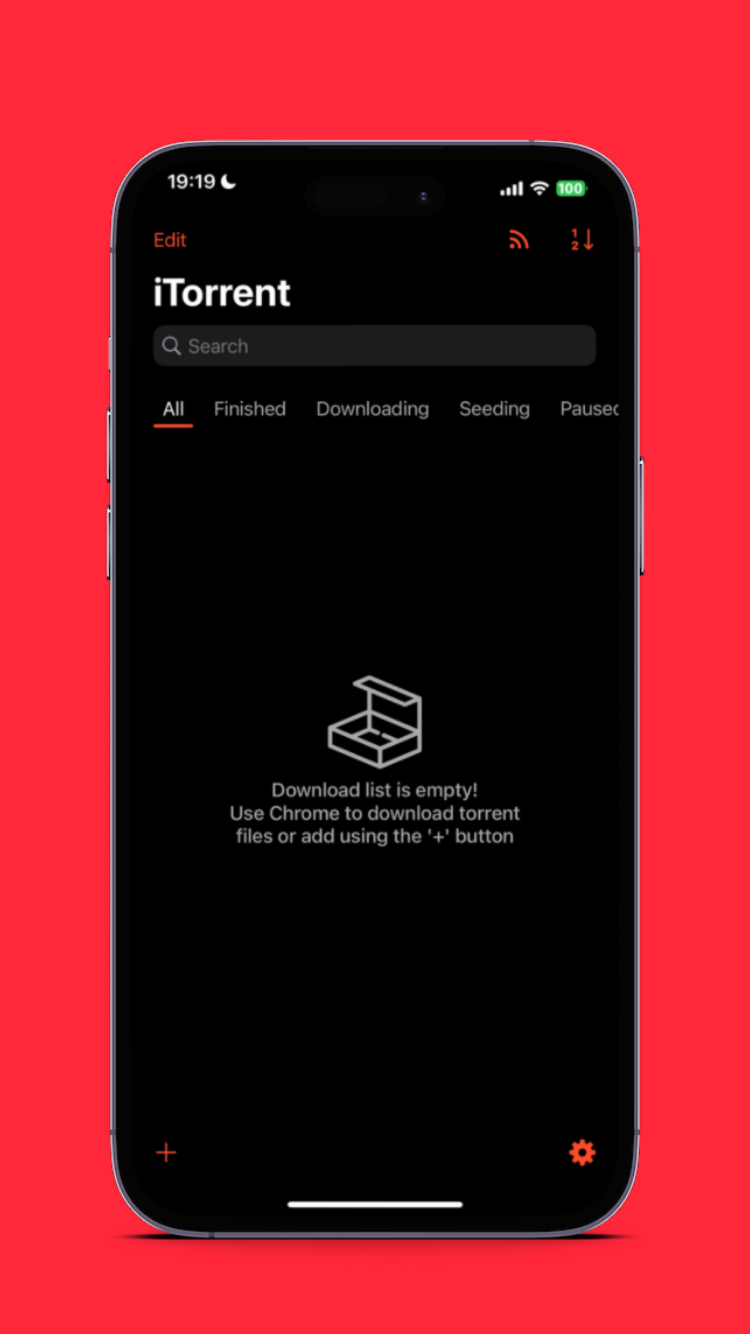 19:19
100
Edit
1
2
iTorrent
Search
All Finished Downloading Seeding Paused
Download list is empty!
Use Chrome to download torrent
files or add using the '+' button